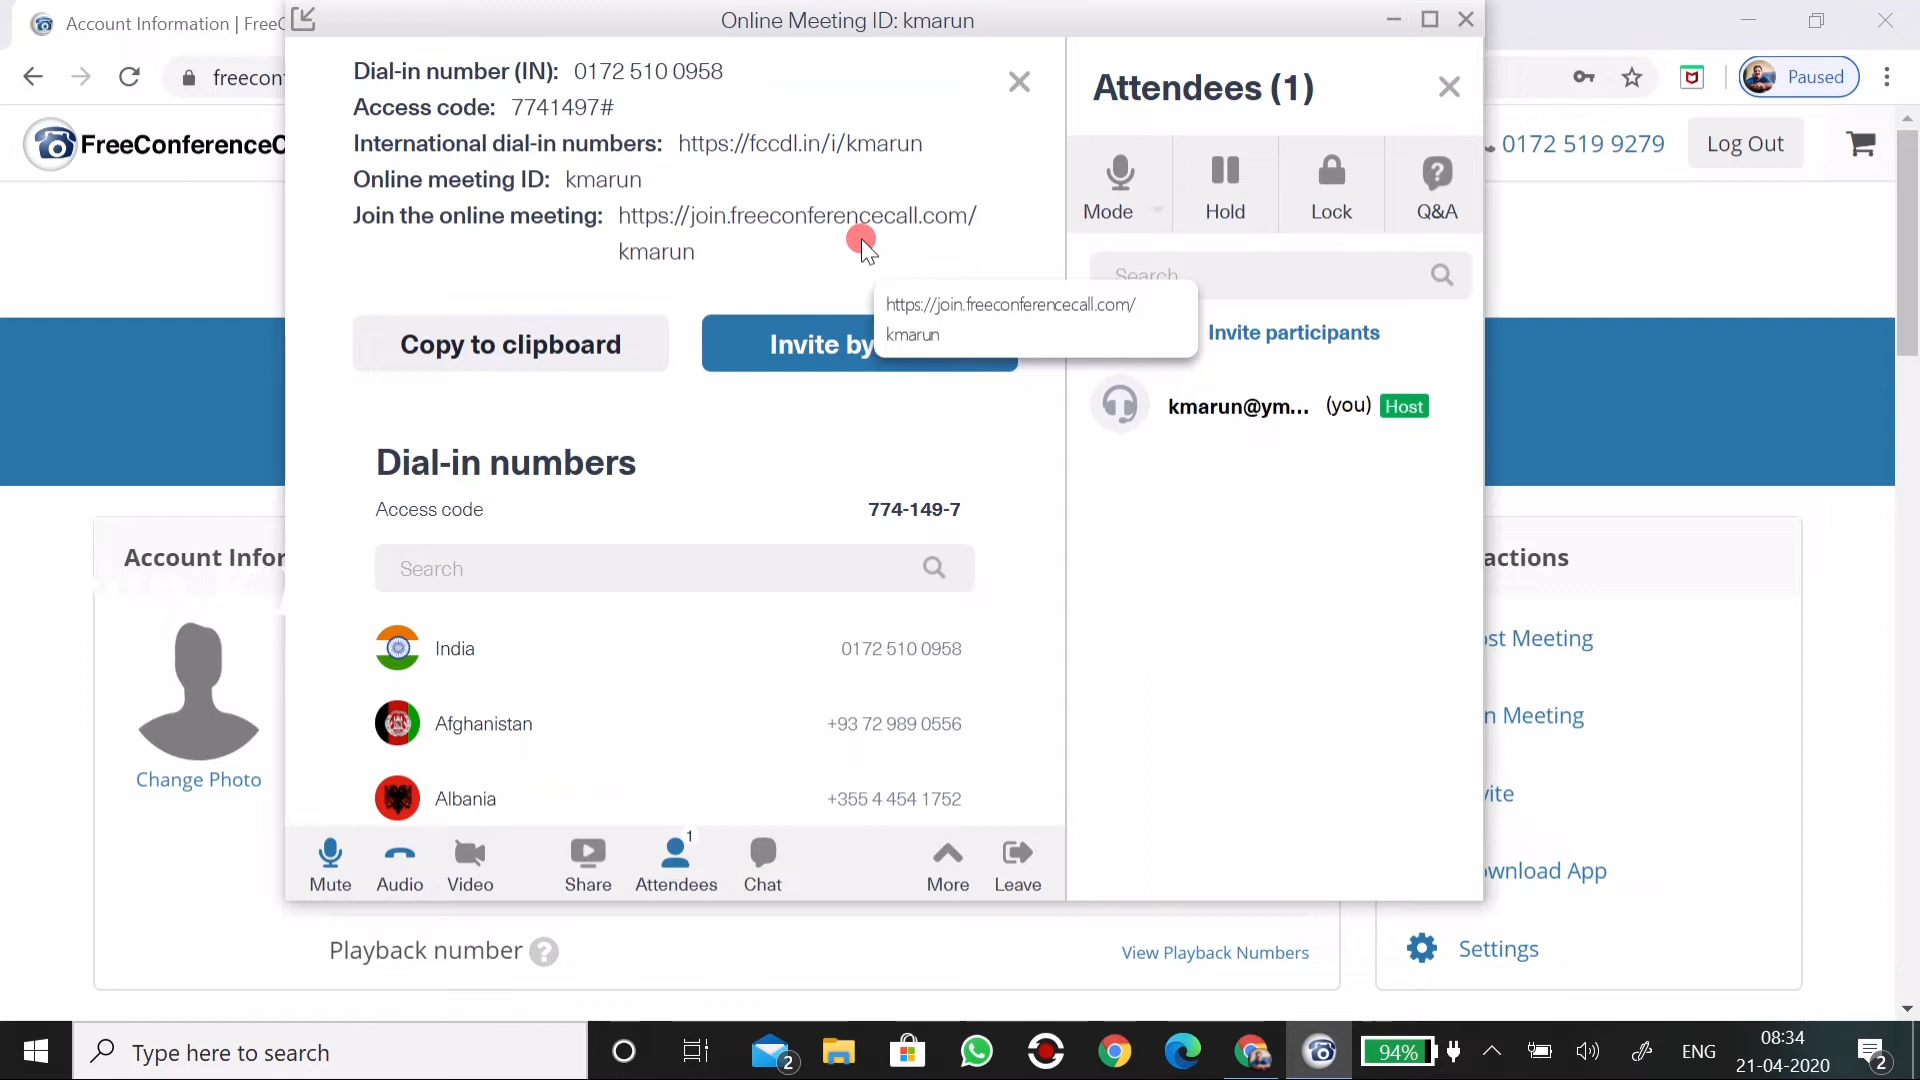 Account Information | FreeC
Online Meeting ID: kmarun
freeconf
Paused
FreeConferenceC
0172 519 9279
Log Out
Dial-in number (IN): 0172 510 0958
Access code: 7741497#
International dial-in numbers: https://fccdl.in/i/kmarun
Online meeting ID: kmarun
Join the online meeting: https://join.freeconferencecall.com/
kmarun
https://join.freeconferencecall.com/
kmarun
Copy to clipboard
Invite by
Dial-in numbers
Access code 774-149-7
Search
India 0172 510 0958
Afghanistan +93 72 989 0556
Albania +355 4 454 1752
Mute
Audio
Video
Share
1
Attendees
Chat
More
Leave
Attendees (1)
Mode
Hold
Lock
Q&A
Search
Invite participants
kmarun@ym... (you) Host
Account Infor
Change Photo
Playback number ?
View Playback Numbers
actions
ost Meeting
n Meeting
vite
ownload App
Settings
Type here to search
2
94%
ENG
08:34
21-04-2020
2